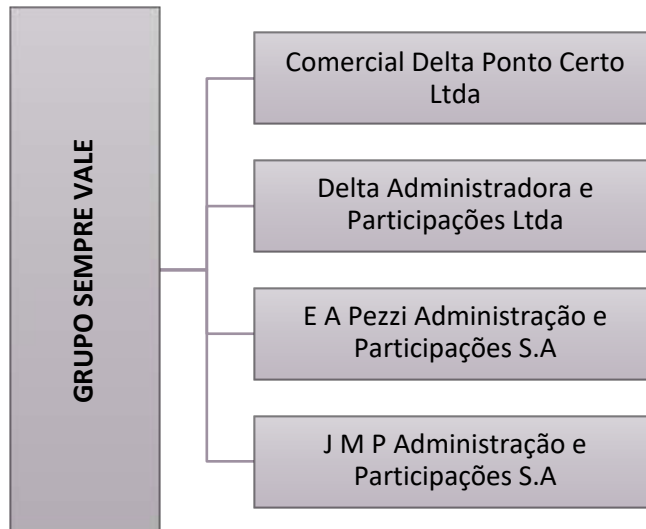 GRUPO SEMPRE VALE
Comercial Delta Ponto Certo
Ltda
Delta Administradora e
Participações Ltda
E A Pezzi Administração e
Participações S.A
J M P Administração e
Participações S.A